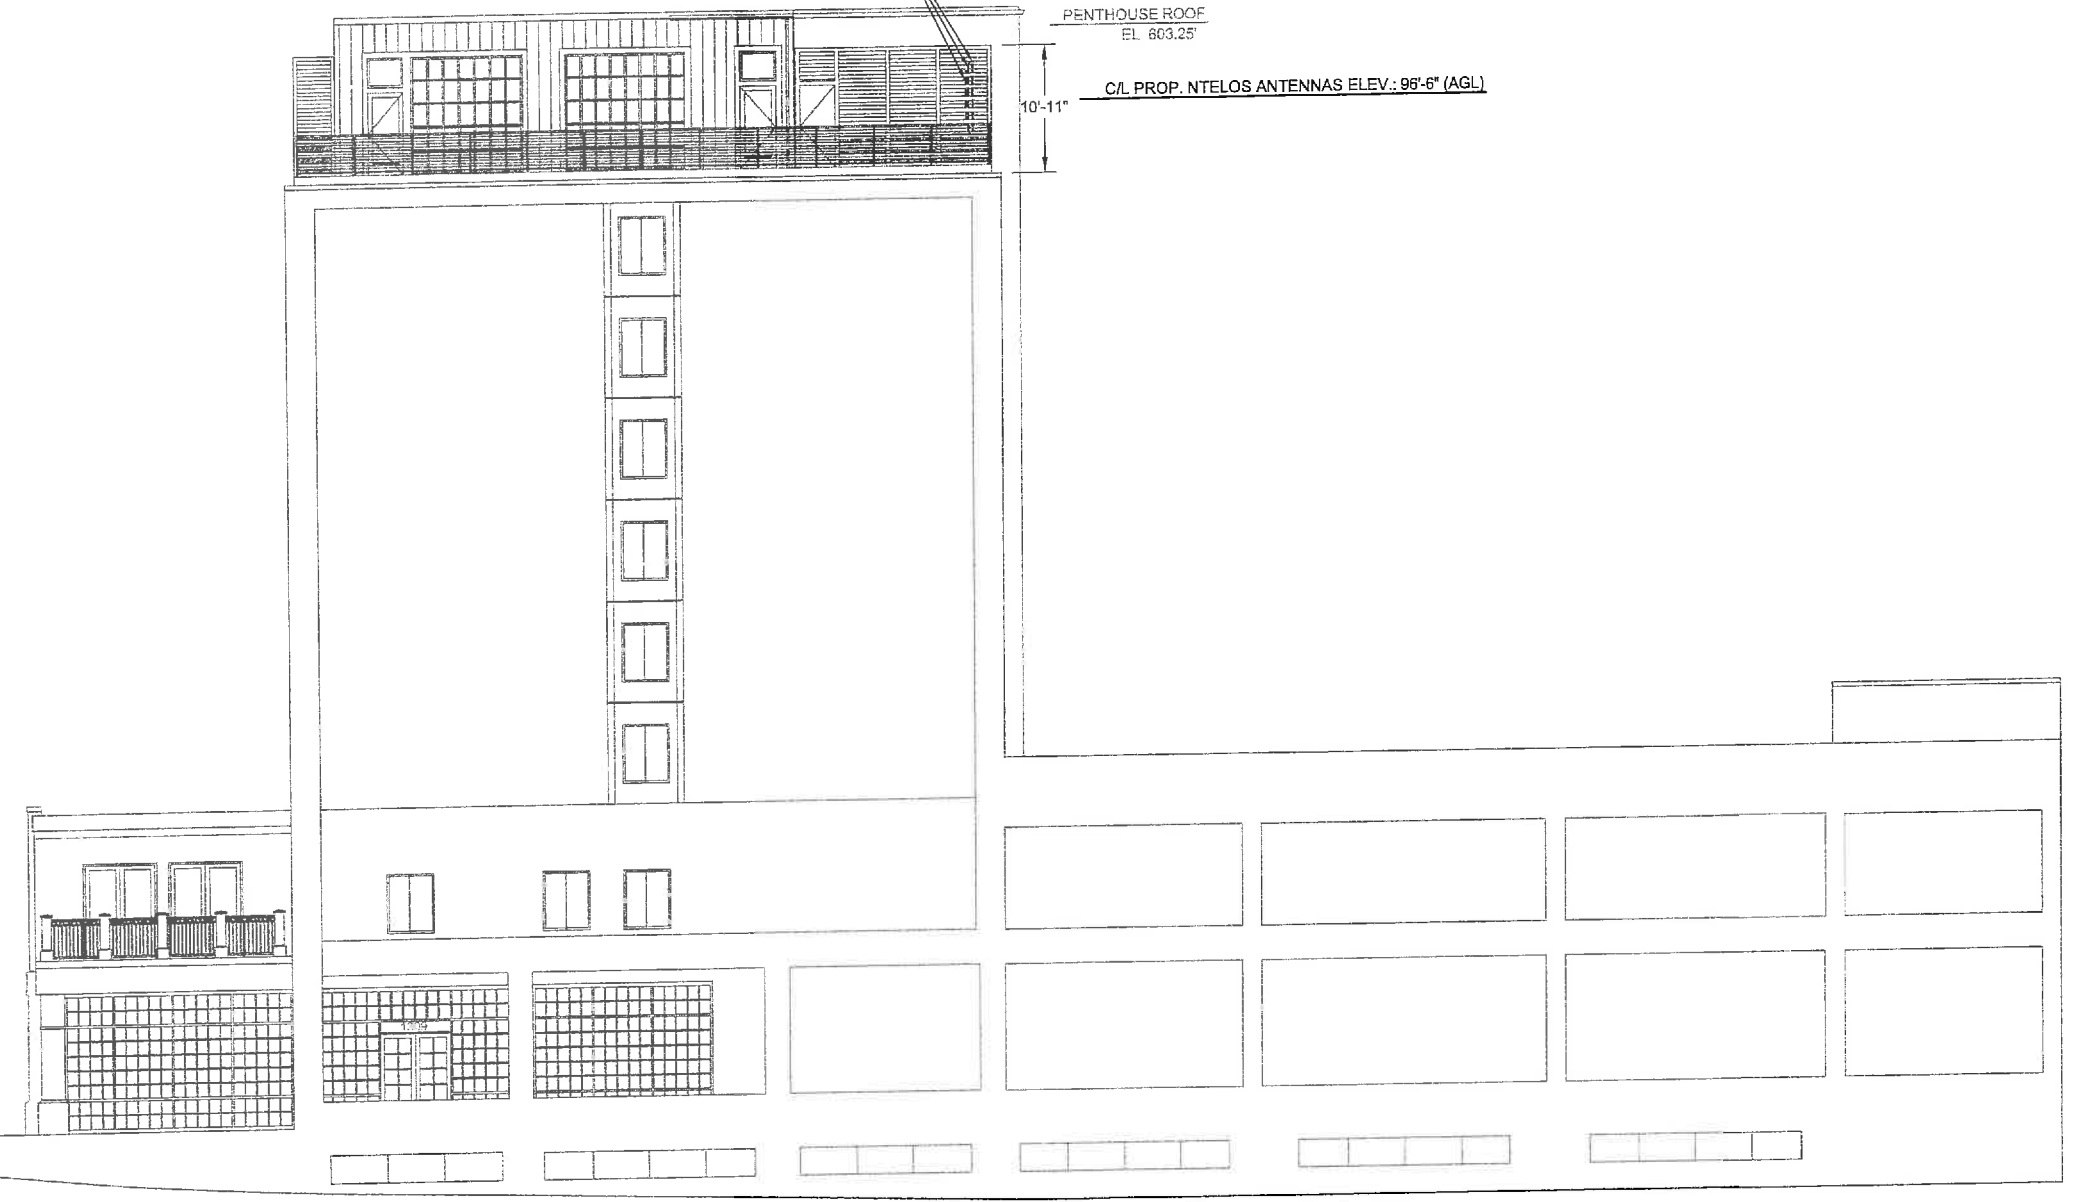 PENTHOUSE ROOF
EL. 603.25'
C/L PROP. NTELOS ANTENNAS ELEV.: 96'-6" (AGL)
10'-11"